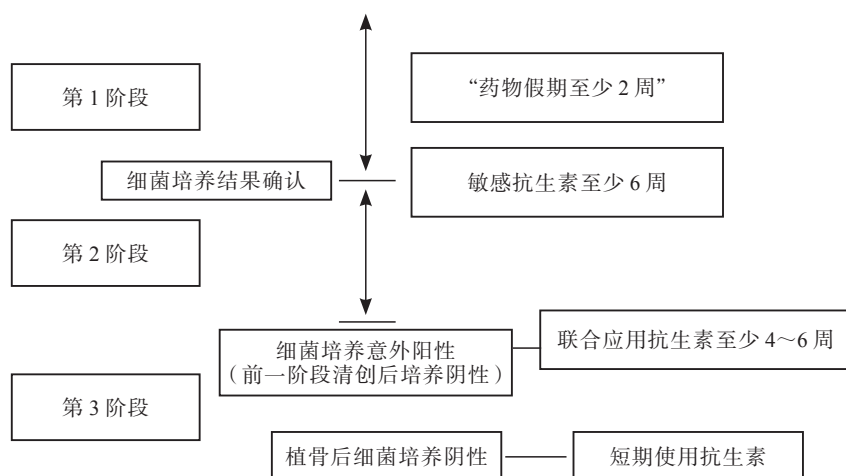 “药物假期至少 2 周”
第 1 阶段
细菌培养结果确认
敏感抗生素至少 6 周
第 2 阶段
细菌培养意外阳性
（前一阶段清创后培养阴性）
联合应用抗生素至少 4～6 周
第 3 阶段
植骨后细菌培养阴性
短期使用抗生素